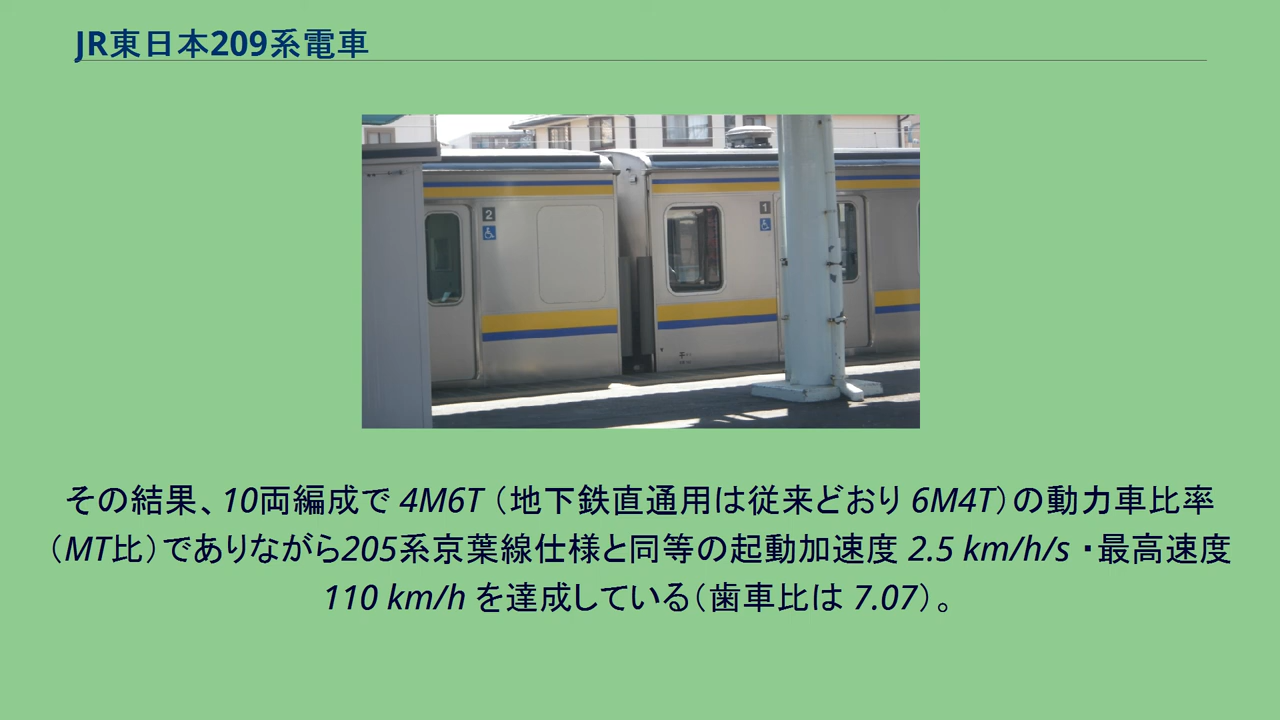 JR東日本209系電車
2
1
その結果、10両編成で 4M6T （地下鉄直通用は従来どおり 6M4T）の動力車比率
（MT比）でありながら205系京葉線仕様と同等の起動加速度 2.5 km/h/s ・最高速度
110 km/h を達成している（歯車比は 7.07）。